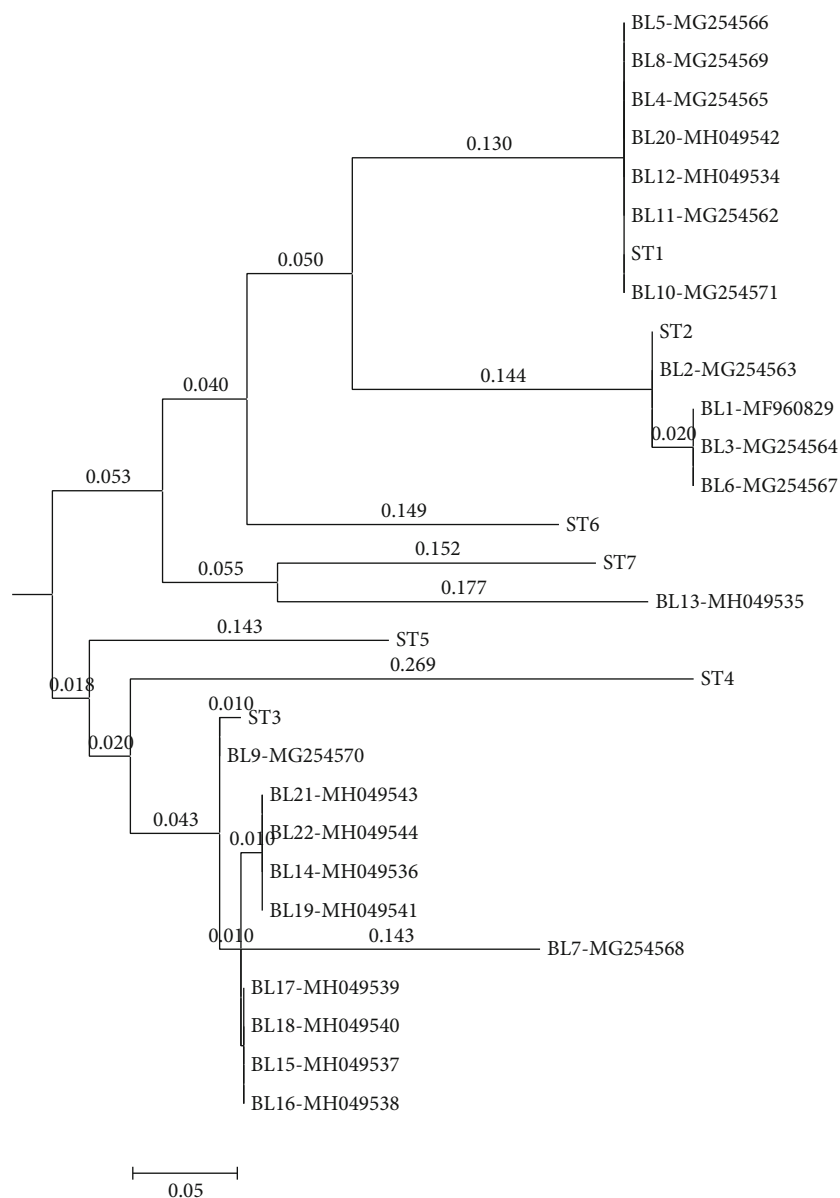 BL5-MG254566
BL8-MG254569
BL4-MG254565
BL20-MH049542
0.130
BL12-MH049534
BL11-MG254562
ST1
0.050
BL10-MG254571
ST2
BL2-MG254563
0.144
0.040
BL1-MF960829
0.020
BL3-MG254564
0.053
BL6-MG254567
0.149
ST6
0.152
ST7
0.055
0.177
BL13-MH049535
0.143
ST5
0.269
ST4
0.018
0.010
ST3
0.020
BL9-MG254570
BL21-MH049543
0.043
BL22-MH049544
0.010
BL14-MH049536
BL19-MH049541
0.010
0.143
BL7-MG254568
BL17-MH049539
BL18-MH049540
BL15-MH049537
BL16-MH049538
0.05